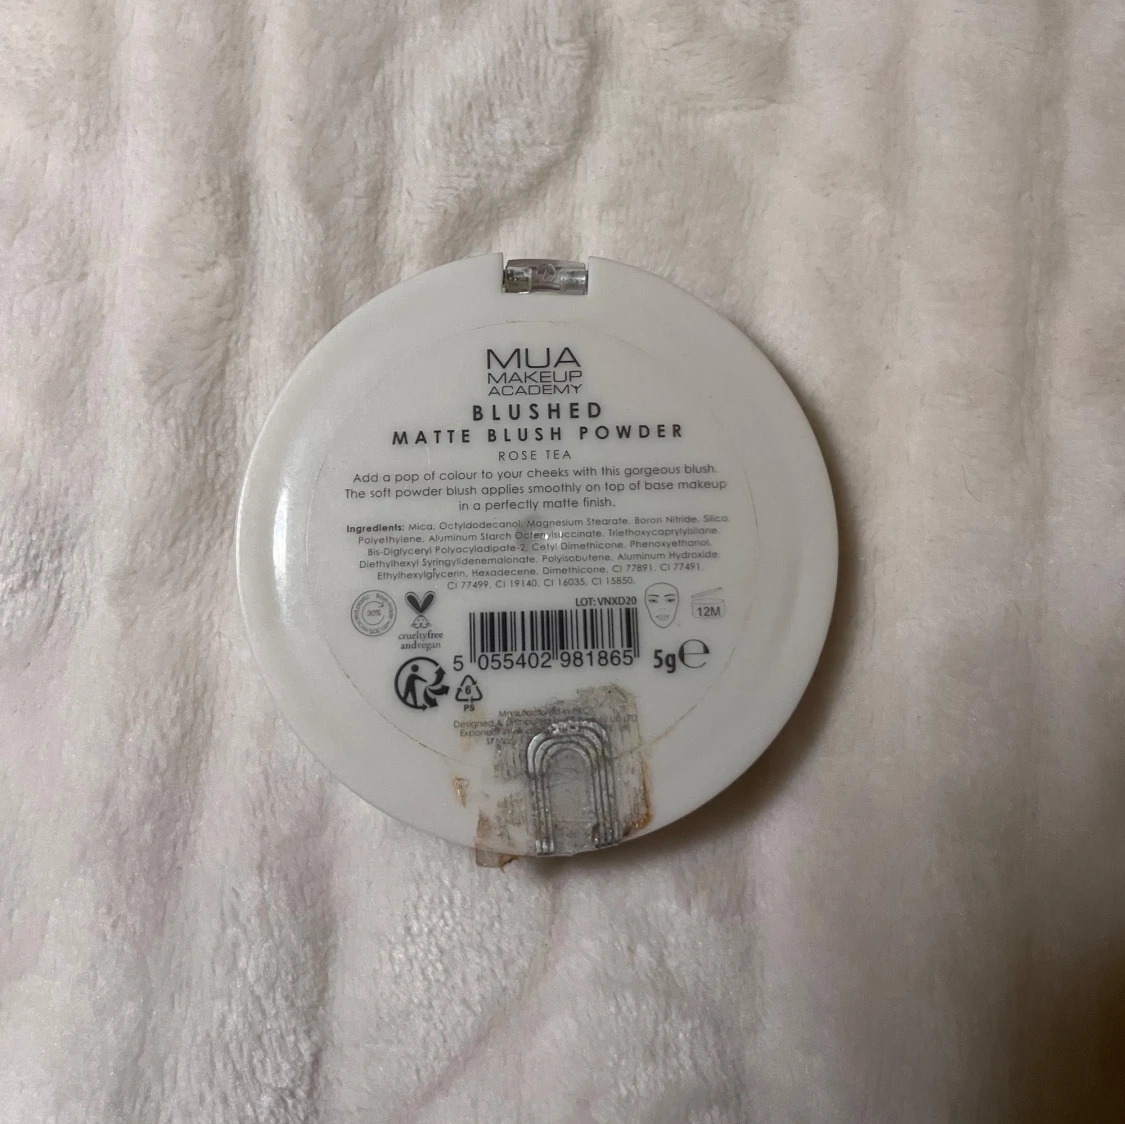 MUA
MAKEUP
ACADEMY
BLUSHED
MATTE BLUSH POWDER
ROSE TEA
Add a pop of colour to your cheeks with this gorgeous blush.
The soft powder blush applies smoothly on top of base makeup
in a perfectly matte finish.
Ingredients: Mica, Octyldodecanol, Magnesium Stearate, Boron Nitride, Silica,
Polyethylene, Aluminum Starch Octenylsuccinate, Triethoxycaprylylsilane,
Bis-Diglyceryl Polyacyladipate-2, Cetyl Dimethicone, Phenoxyethanol,
Diethylhexyl Syringylidenemalonate, Polyisobutene, Aluminum Hydroxide
Ethylhexylglycerin, Hexadecene, Dimethicone, CI 77891, CI 77491,
CI 77499, CI 19140, CI 16035, CI 15850.
30%
crueltyfree
andvegan
LOT: VNXD20
12M
5 055402 981865
5g℮
6
PS
Designed &